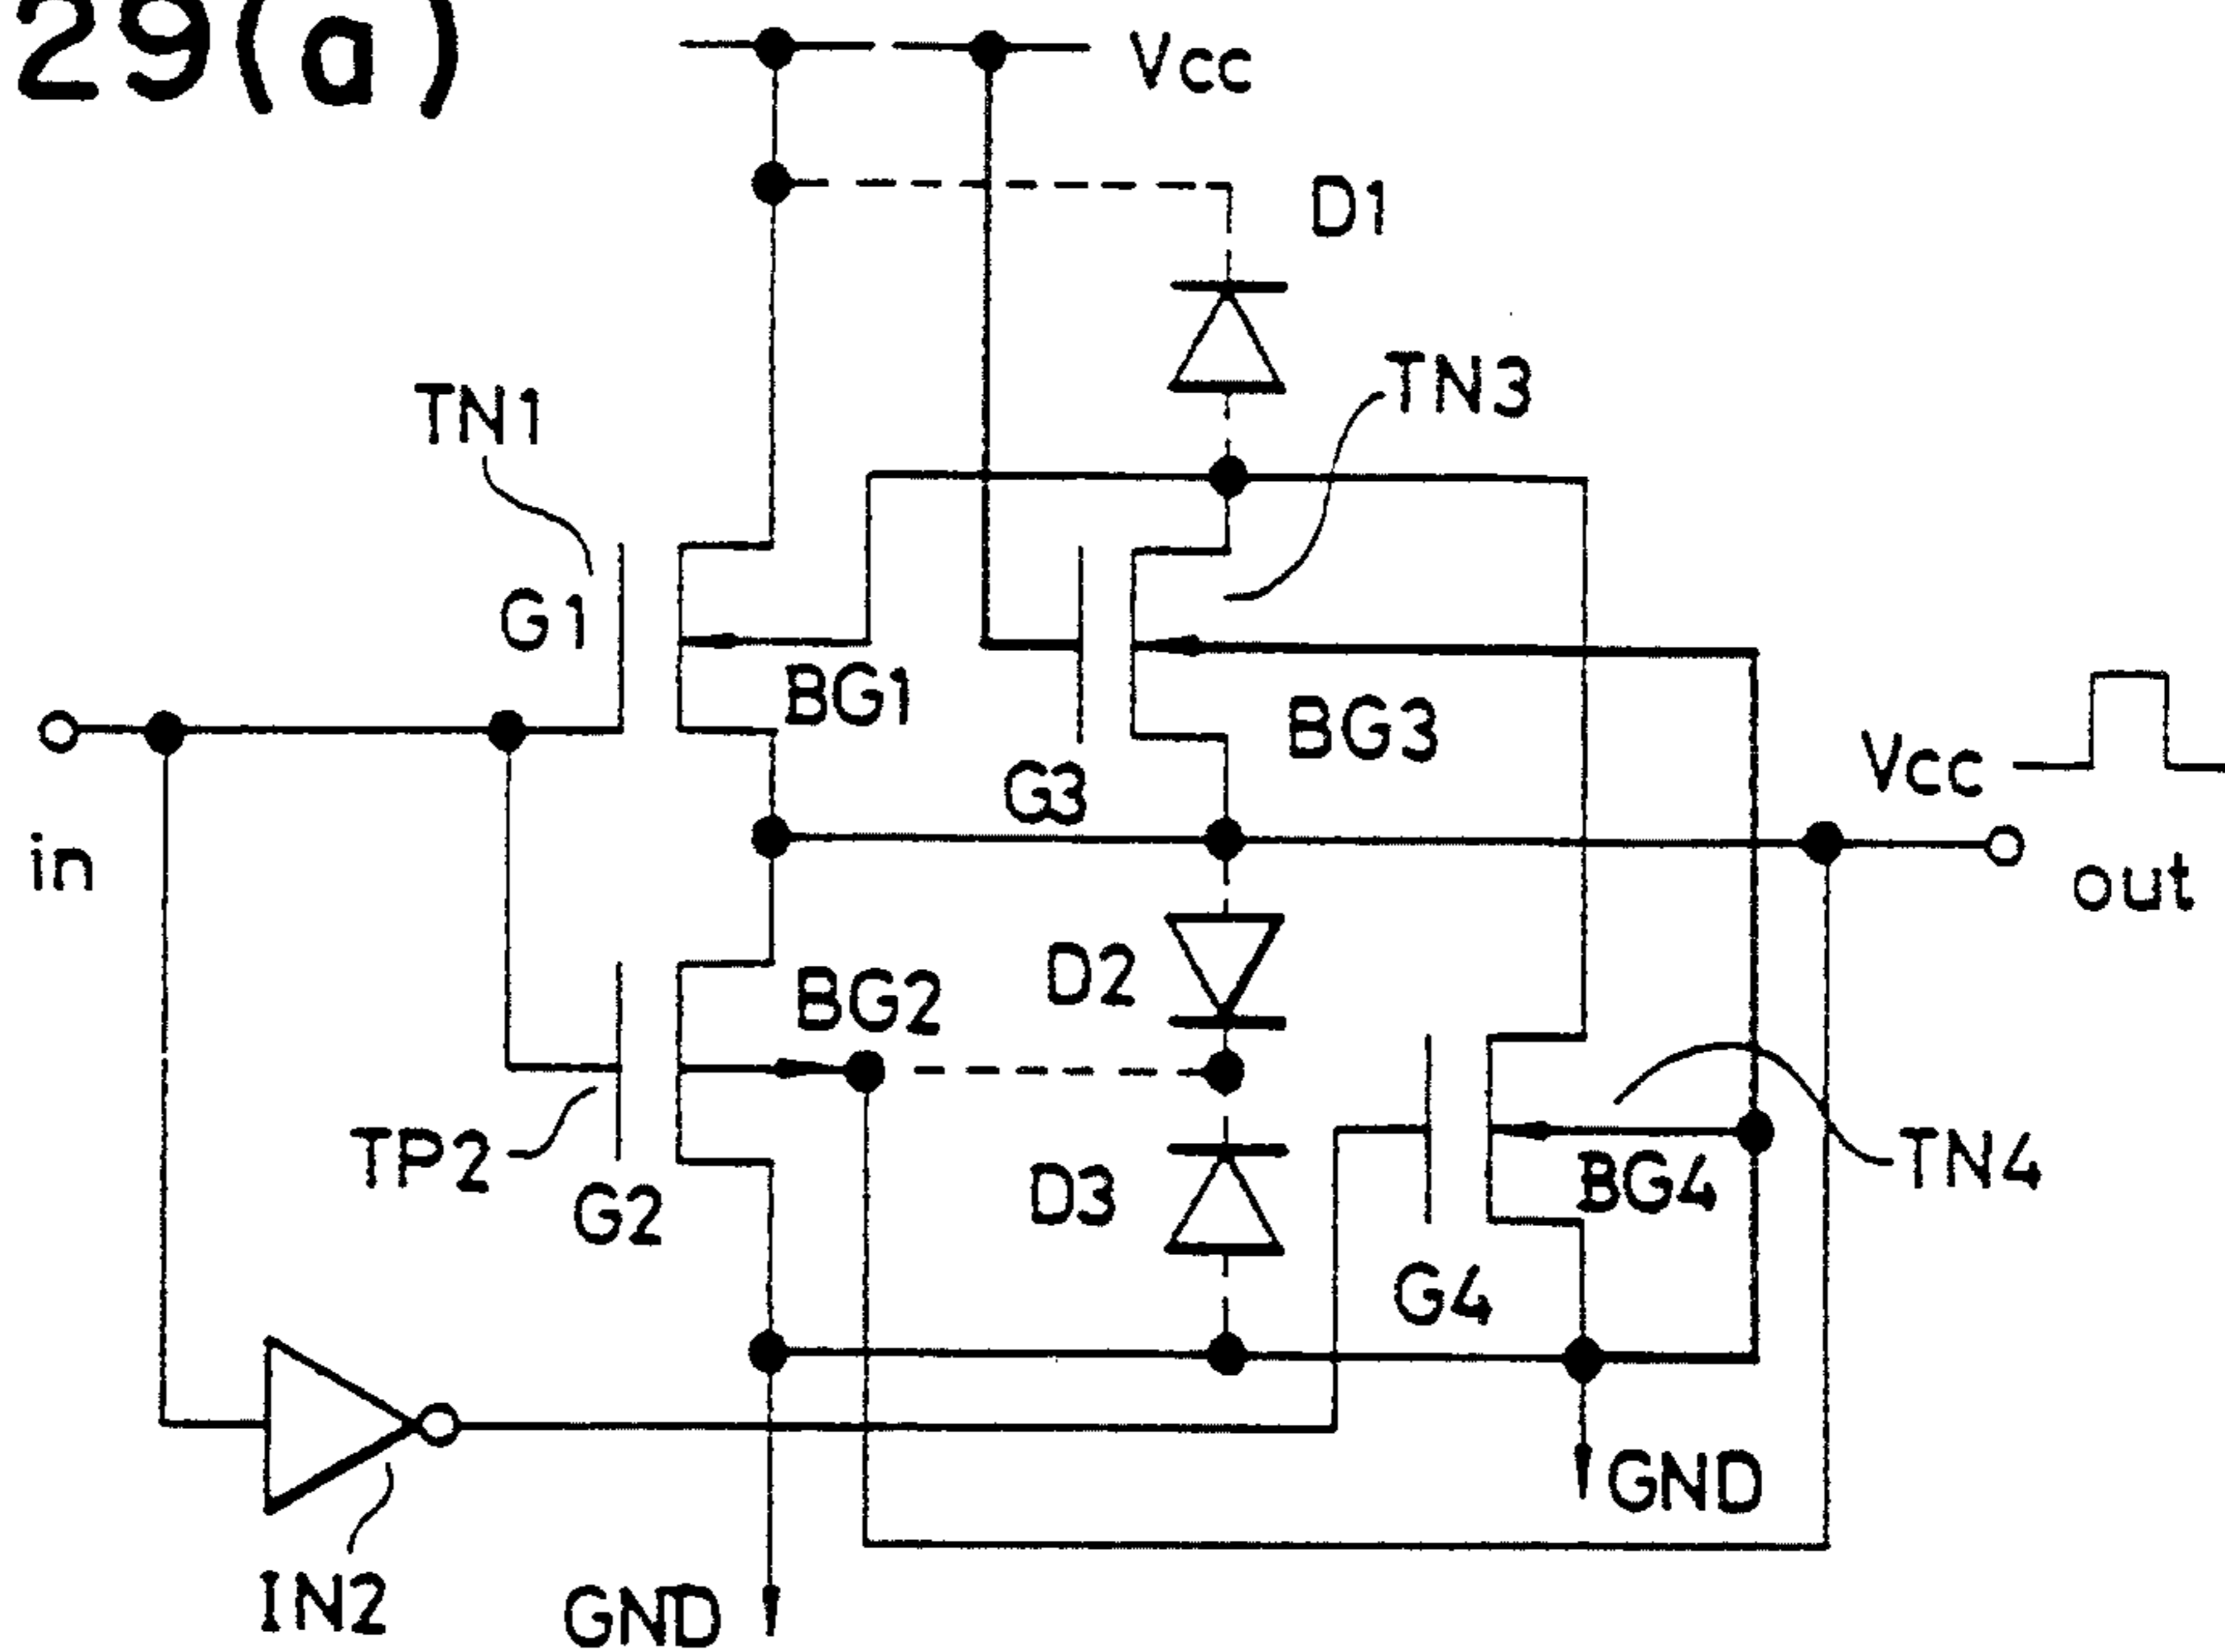 29(a)
Vcc
D1
TN1
TN3
G1
BG1
BG3
G3
Vcc
in
out
D2
BG2
TP2
G2
D3
BG4
TN4
G4
IN2
GND
GND